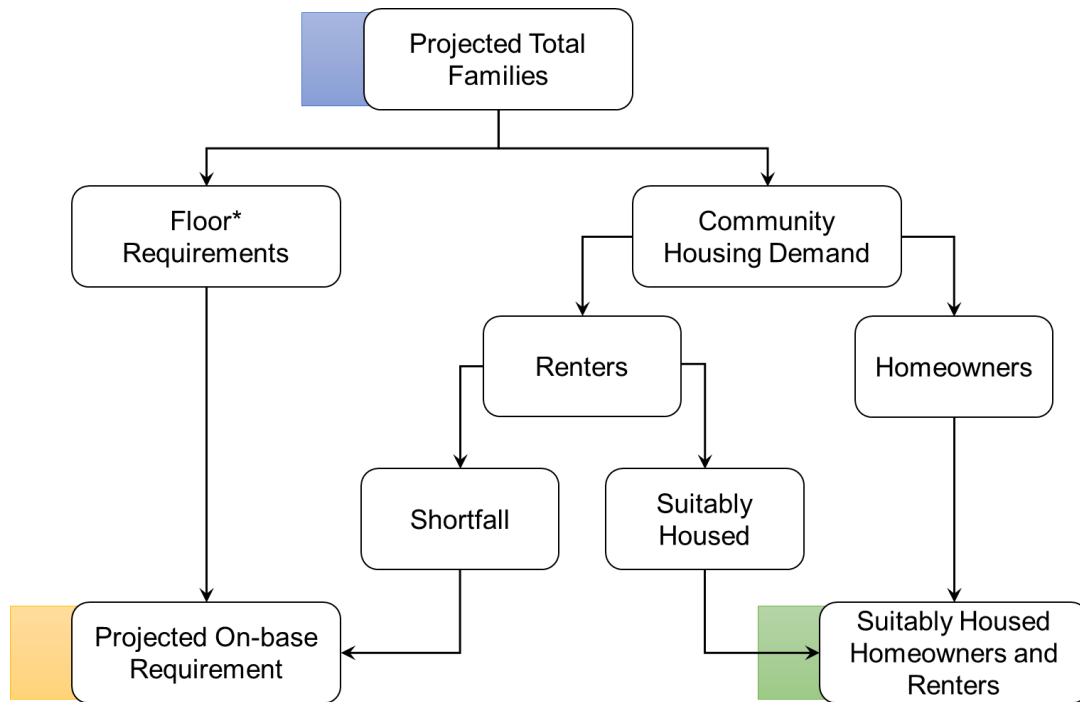 Projected Total
Families
Floor*
Requirements
Community
Housing Demand
Renters
Homeowners
Shortfall
Suitably
Housed
Projected On-base
Requirement
Suitably Housed
Homeowners and
Renters